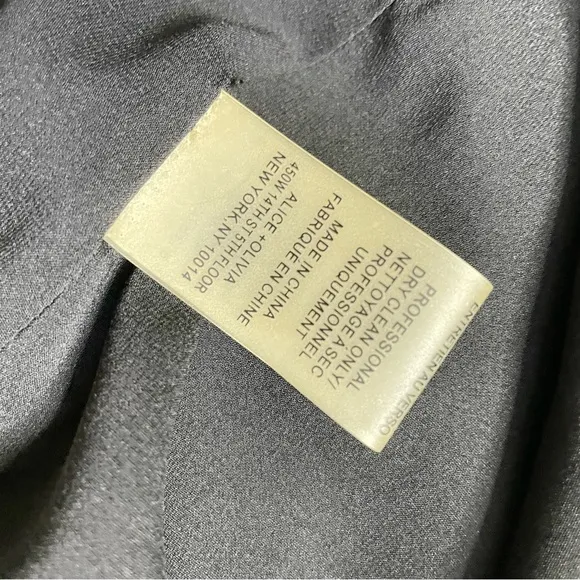 ENTRETIEN AU VERSO
PROFESSIONAL
DRY CLEAN ONLY/
NETTOYAGE A SEC
PROFESSIONNEL
UNIQUEMENT
MADE IN CHINA
FABRIQUE EN CHINE
ALICE + OLIVIA
450W 14TH ST 5TH FLOOR
NEW YORK, NY 10014